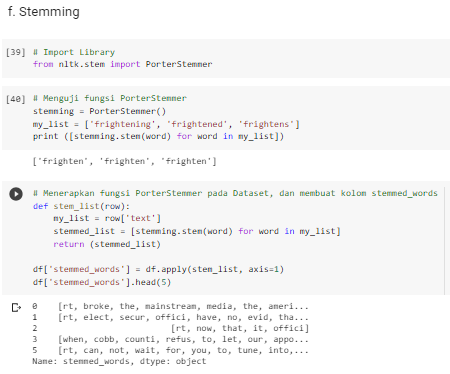 f. Stemming
[39] # Import Library
from nltk.stem import PorterStemmer
[40] # Menguji fungsi PorterStemmer
stemming = PorterStemmer()
my_list = ['frightening', 'frightened', 'frightens']
print ([stemming.stem(word) for word in my_list])
['frighten', 'frighten', 'frighten']
# Menerapkan fungsi PorterStemmer pada Dataset, dan membuat kolom stemmed_words
def stem_list(row):
my_list = row['text']
stemmed_list = [stemming.stem(word) for word in my_list]
return (stemmed_list)
df['stemmed_words'] = df.apply(stem_list, axis=1)
df['stemmed_words'].head(5)
0 [rt, broke, the, mainstream, media, the, ameri...
1 [rt, elect, secur, offici, have, no, evid, tha...
2 [rt, now, that, it, offici]
3 [when, cobb, counti, refus, to, let, our, appo...
5 [rt, can, not, wait, for, you, to, tune, into,...
Name: stemmed_words, dtype: object